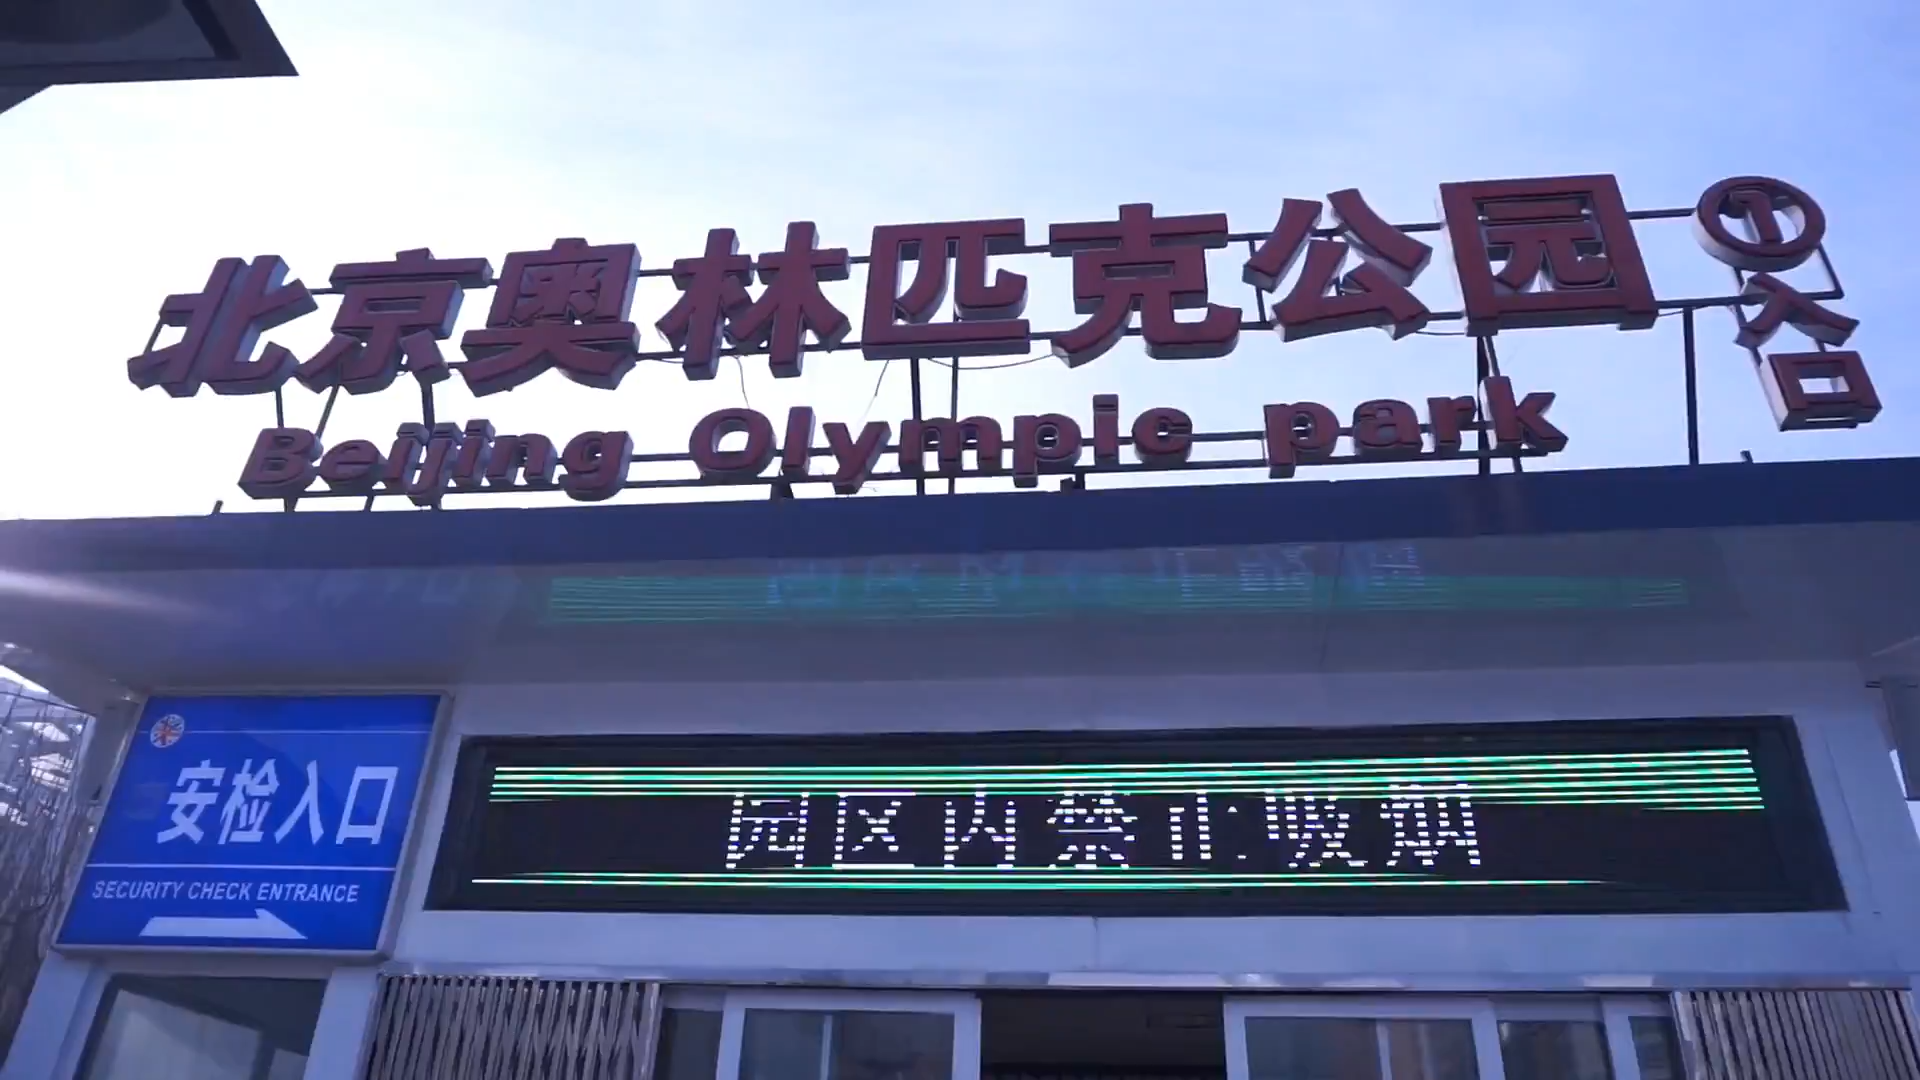 北京奥林匹克公园
①入口
Beijing Olympic park
安检入口
SECURITY CHECK ENTRANCE
园区内禁止吸烟